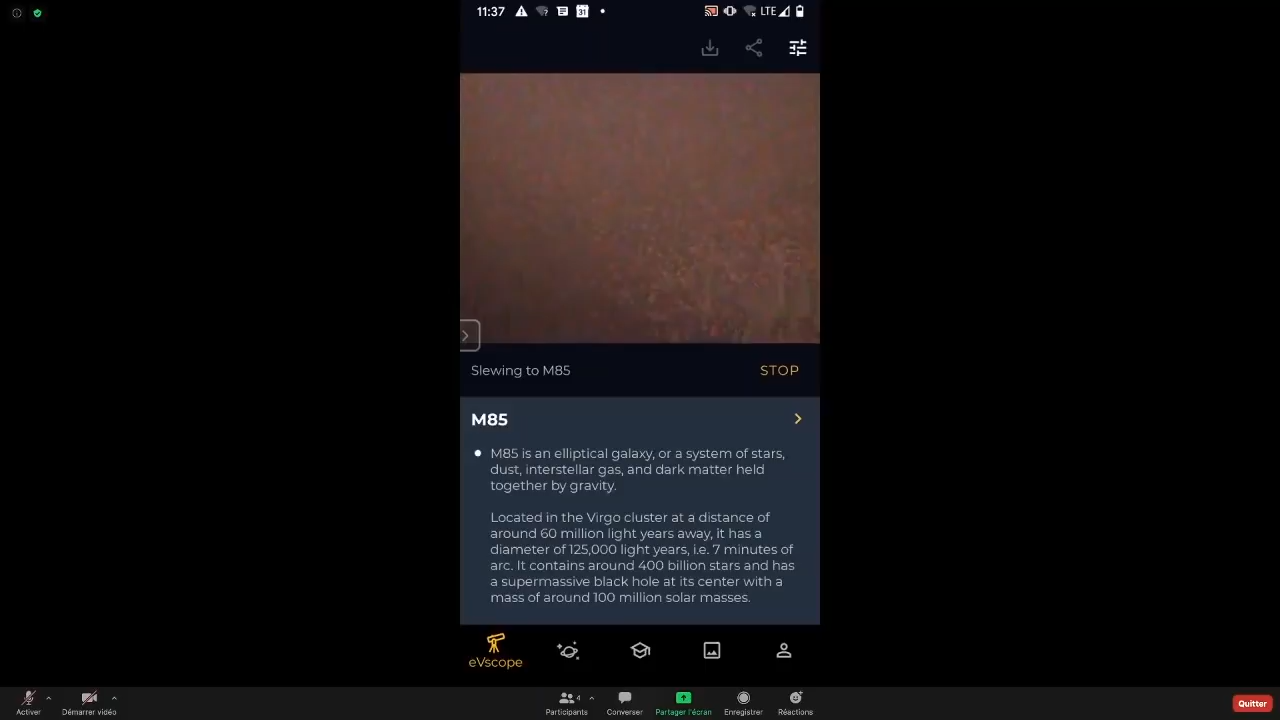 11:37
31
LTE
Slewing to M85
STOP
M85
M85 is an elliptical galaxy, or a system of stars,
dust, interstellar gas, and dark matter held
together by gravity.
Located in the Virgo cluster at a distance of
around 60 million light years away, it has a
diameter of 125,000 light years, i.e. 7 minutes of
arc. It contains around 400 billion stars and has
a supermassive black hole at its center with a
mass of around 100 million solar masses.
eVscope
4
Activer
Démarrer vidéo
Participants
Converser
Partager l'écran
Enregistrer
Réactions
Quitter